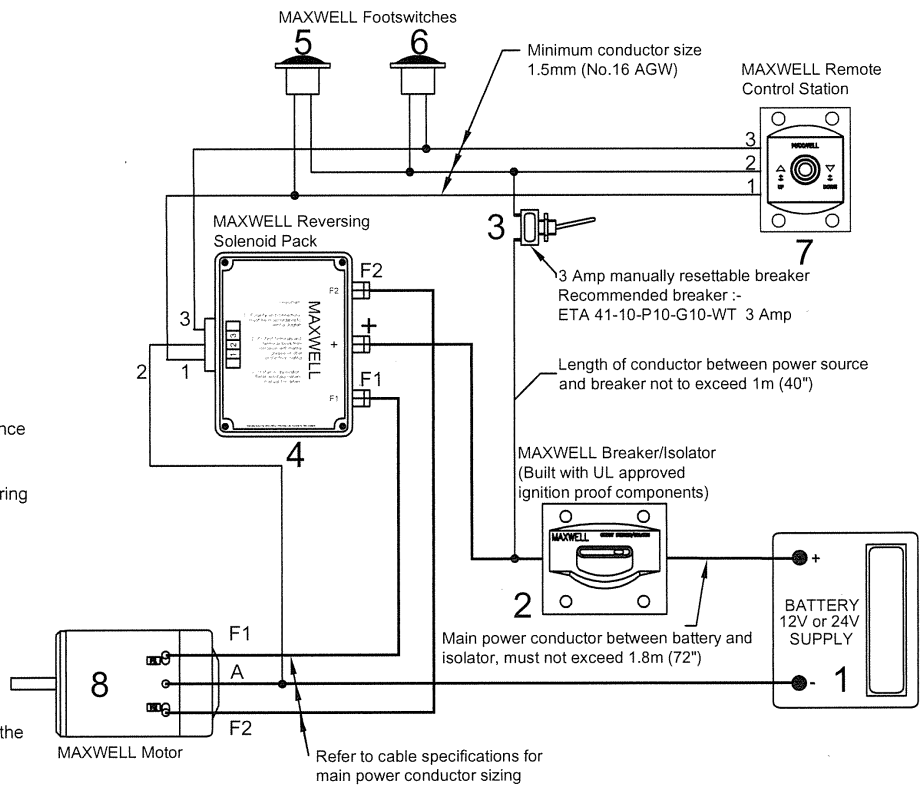 MAXWELL Footswitches
5
6
Minimum conductor size
1.5mm (No.16 AGW)
MAXWELL Remote
Control Station
3
2
1
MAXWELL
UP
DOWN
7
MAXWELL Reversing
Solenoid Pack
3
3 Amp manually resettable breaker
Recommended breaker :-
ETA 41-10-P10-G10-WT 3 Amp
F2
F2
+
+
F1
F1
MAXWELL
3
2
1
1 2 3
4
Length of conductor between power source
and breaker not to exceed 1m (40")
nce
ring
MAXWELL Breaker/Isolator
(Built with UL approved
ignition proof components)
MAXWELL
2
Main power conductor between battery and
isolator, must not exceed 1.8m (72")
+
BATTERY
12V or 24V
SUPPLY
-
1
F1
A
F2
8
the
MAXWELL Motor
Refer to cable specifications for
main power conductor sizing